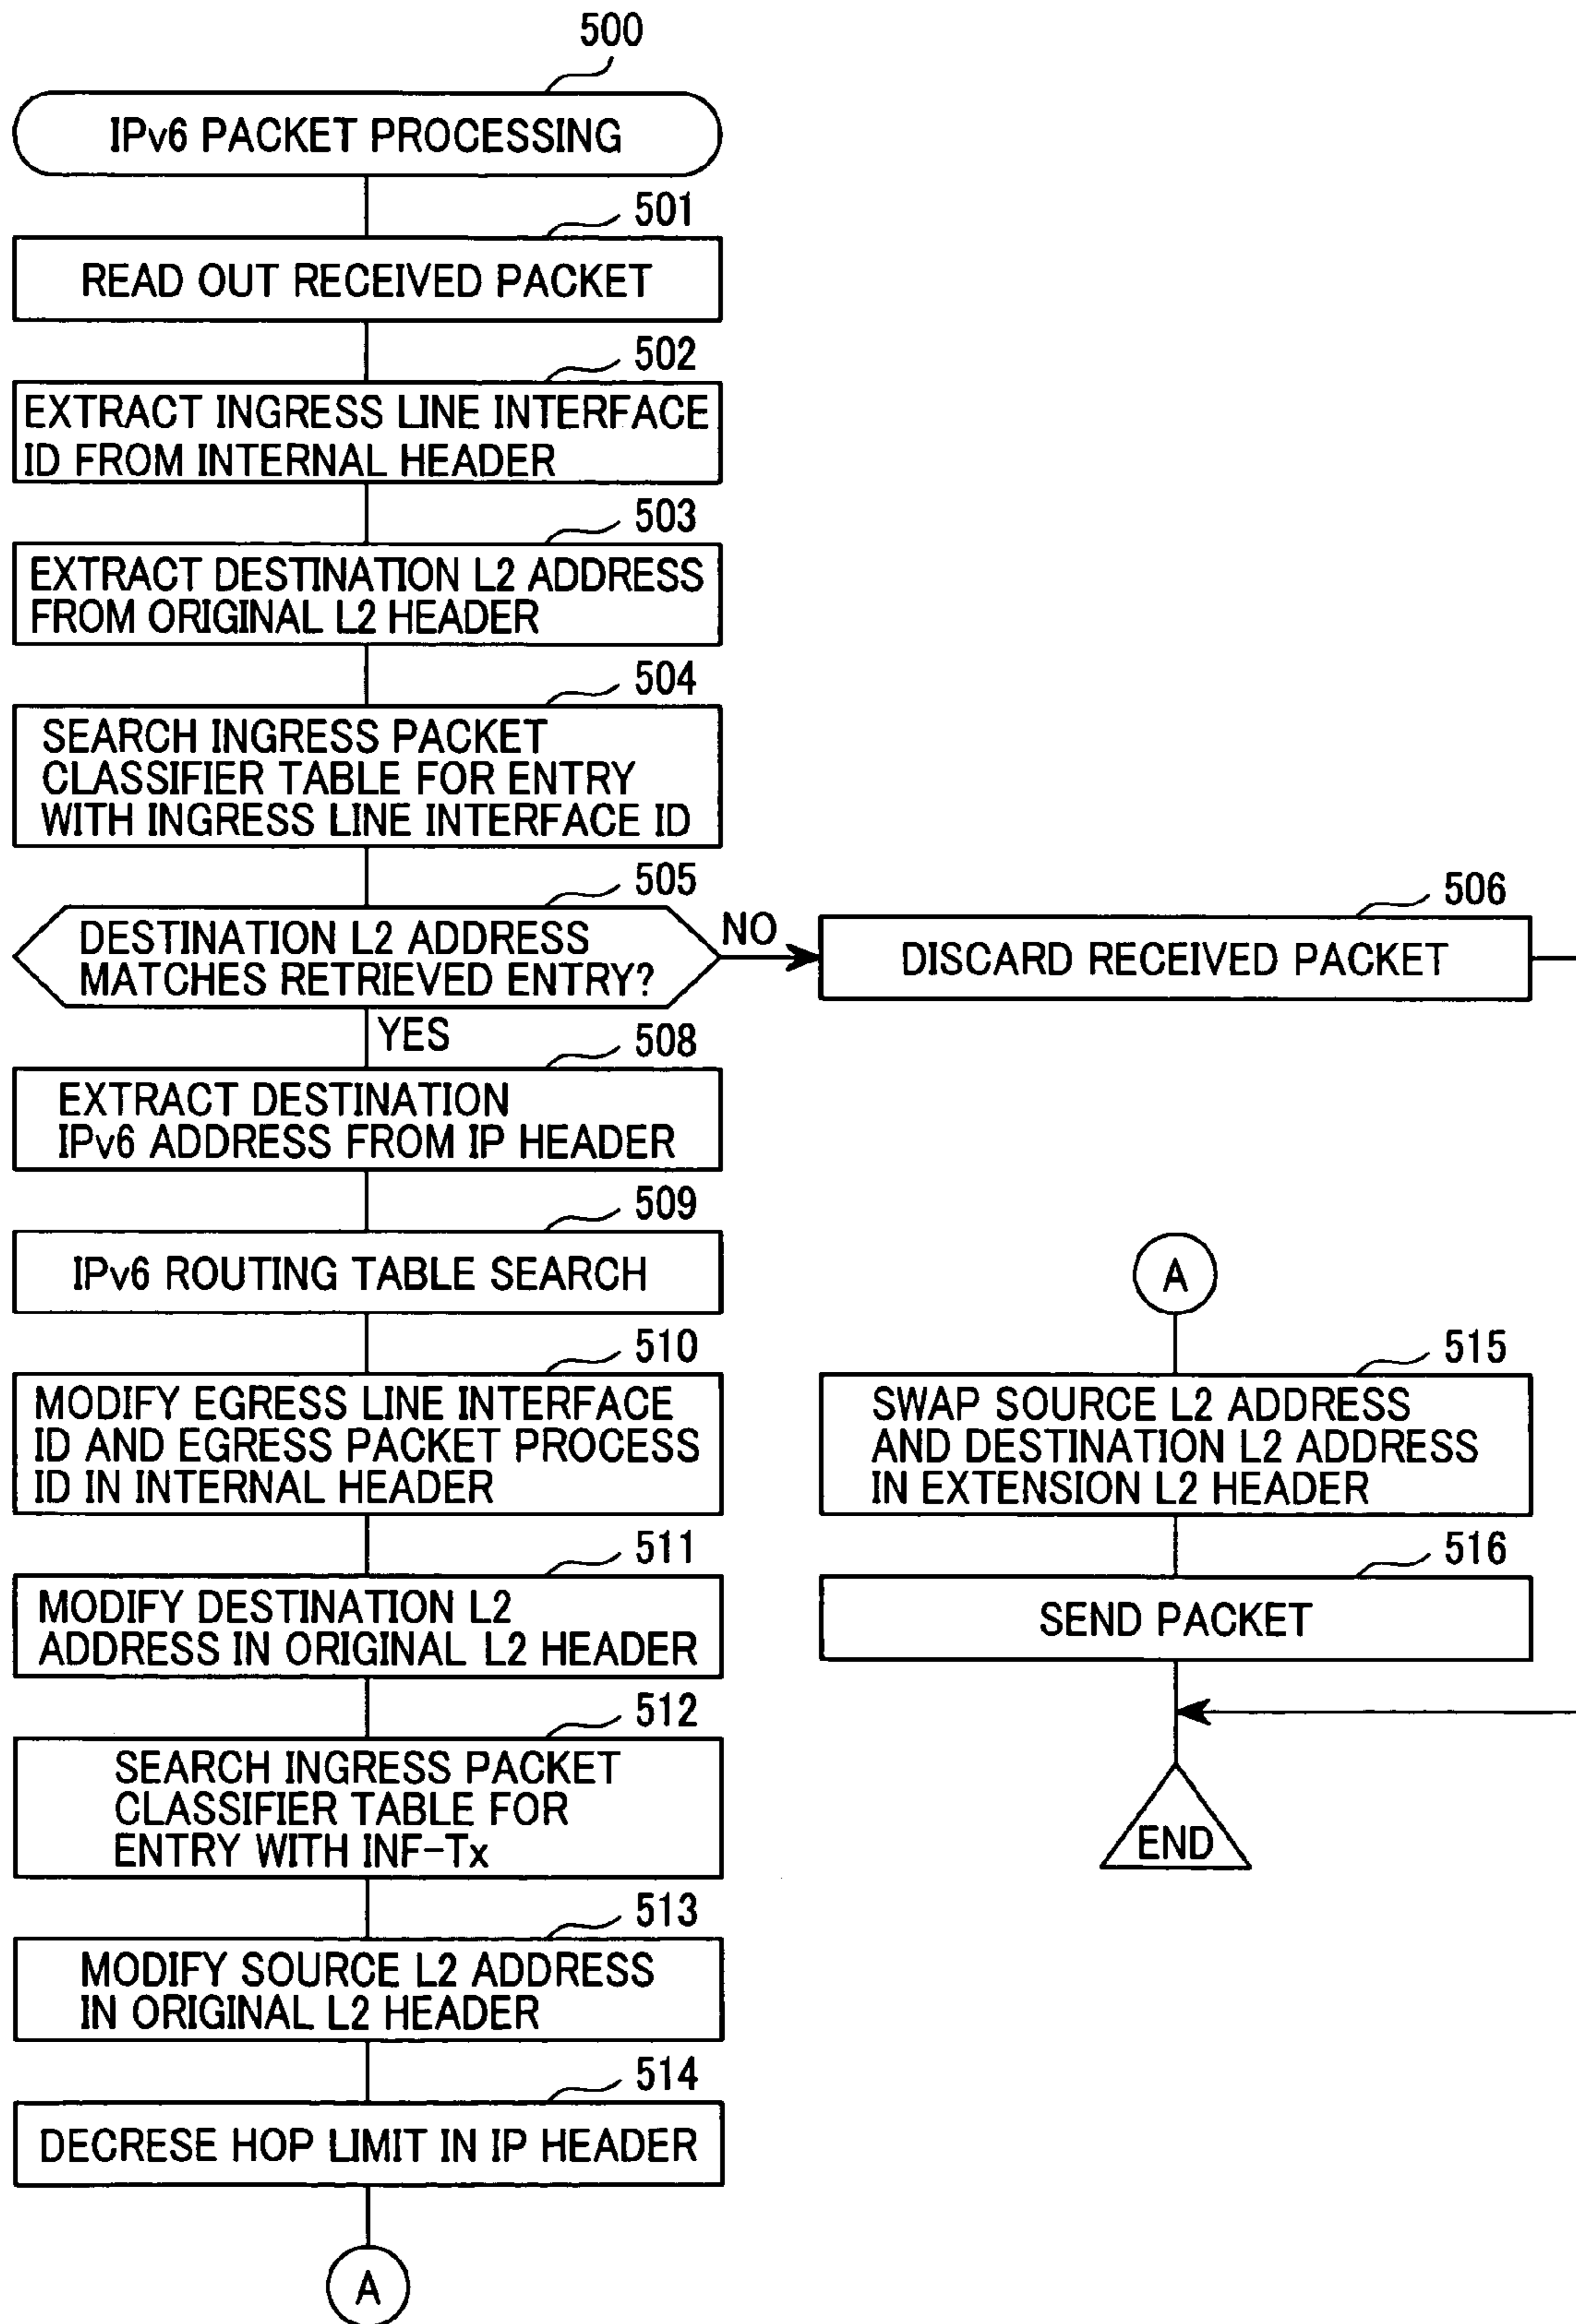 500
IPv6 PACKET PROCESSING
501
READ OUT RECEIVED PACKET
502
EXTRACT INGRESS LINE INTERFACE
ID FROM INTERNAL HEADER
503
EXTRACT DESTINATION L2 ADDRESS
FROM ORIGINAL L2 HEADER
504
SEARCH INGRESS PACKET
CLASSIFIER TABLE FOR ENTRY
WITH INGRESS LINE INTERFACE ID
505
DESTINATION L2 ADDRESS
MATCHES RETRIEVED ENTRY?
NO
506
DISCARD RECEIVED PACKET
YES
508
EXTRACT DESTINATION
IPv6 ADDRESS FROM IP HEADER
509
IPv6 ROUTING TABLE SEARCH
510
MODIFY EGRESS LINE INTERFACE
ID AND EGRESS PACKET PROCESS
ID IN INTERNAL HEADER
511
MODIFY DESTINATION L2
ADDRESS IN ORIGINAL L2 HEADER
512
SEARCH INGRESS PACKET
CLASSIFIER TABLE FOR
ENTRY WITH INF-Tx
513
MODIFY SOURCE L2 ADDRESS
IN ORIGINAL L2 HEADER
514
DECRESE HOP LIMIT IN IP HEADER
A
A
515
SWAP SOURCE L2 ADDRESS
AND DESTINATION L2 ADDRESS
IN EXTENSION L2 HEADER
516
SEND PACKET
END